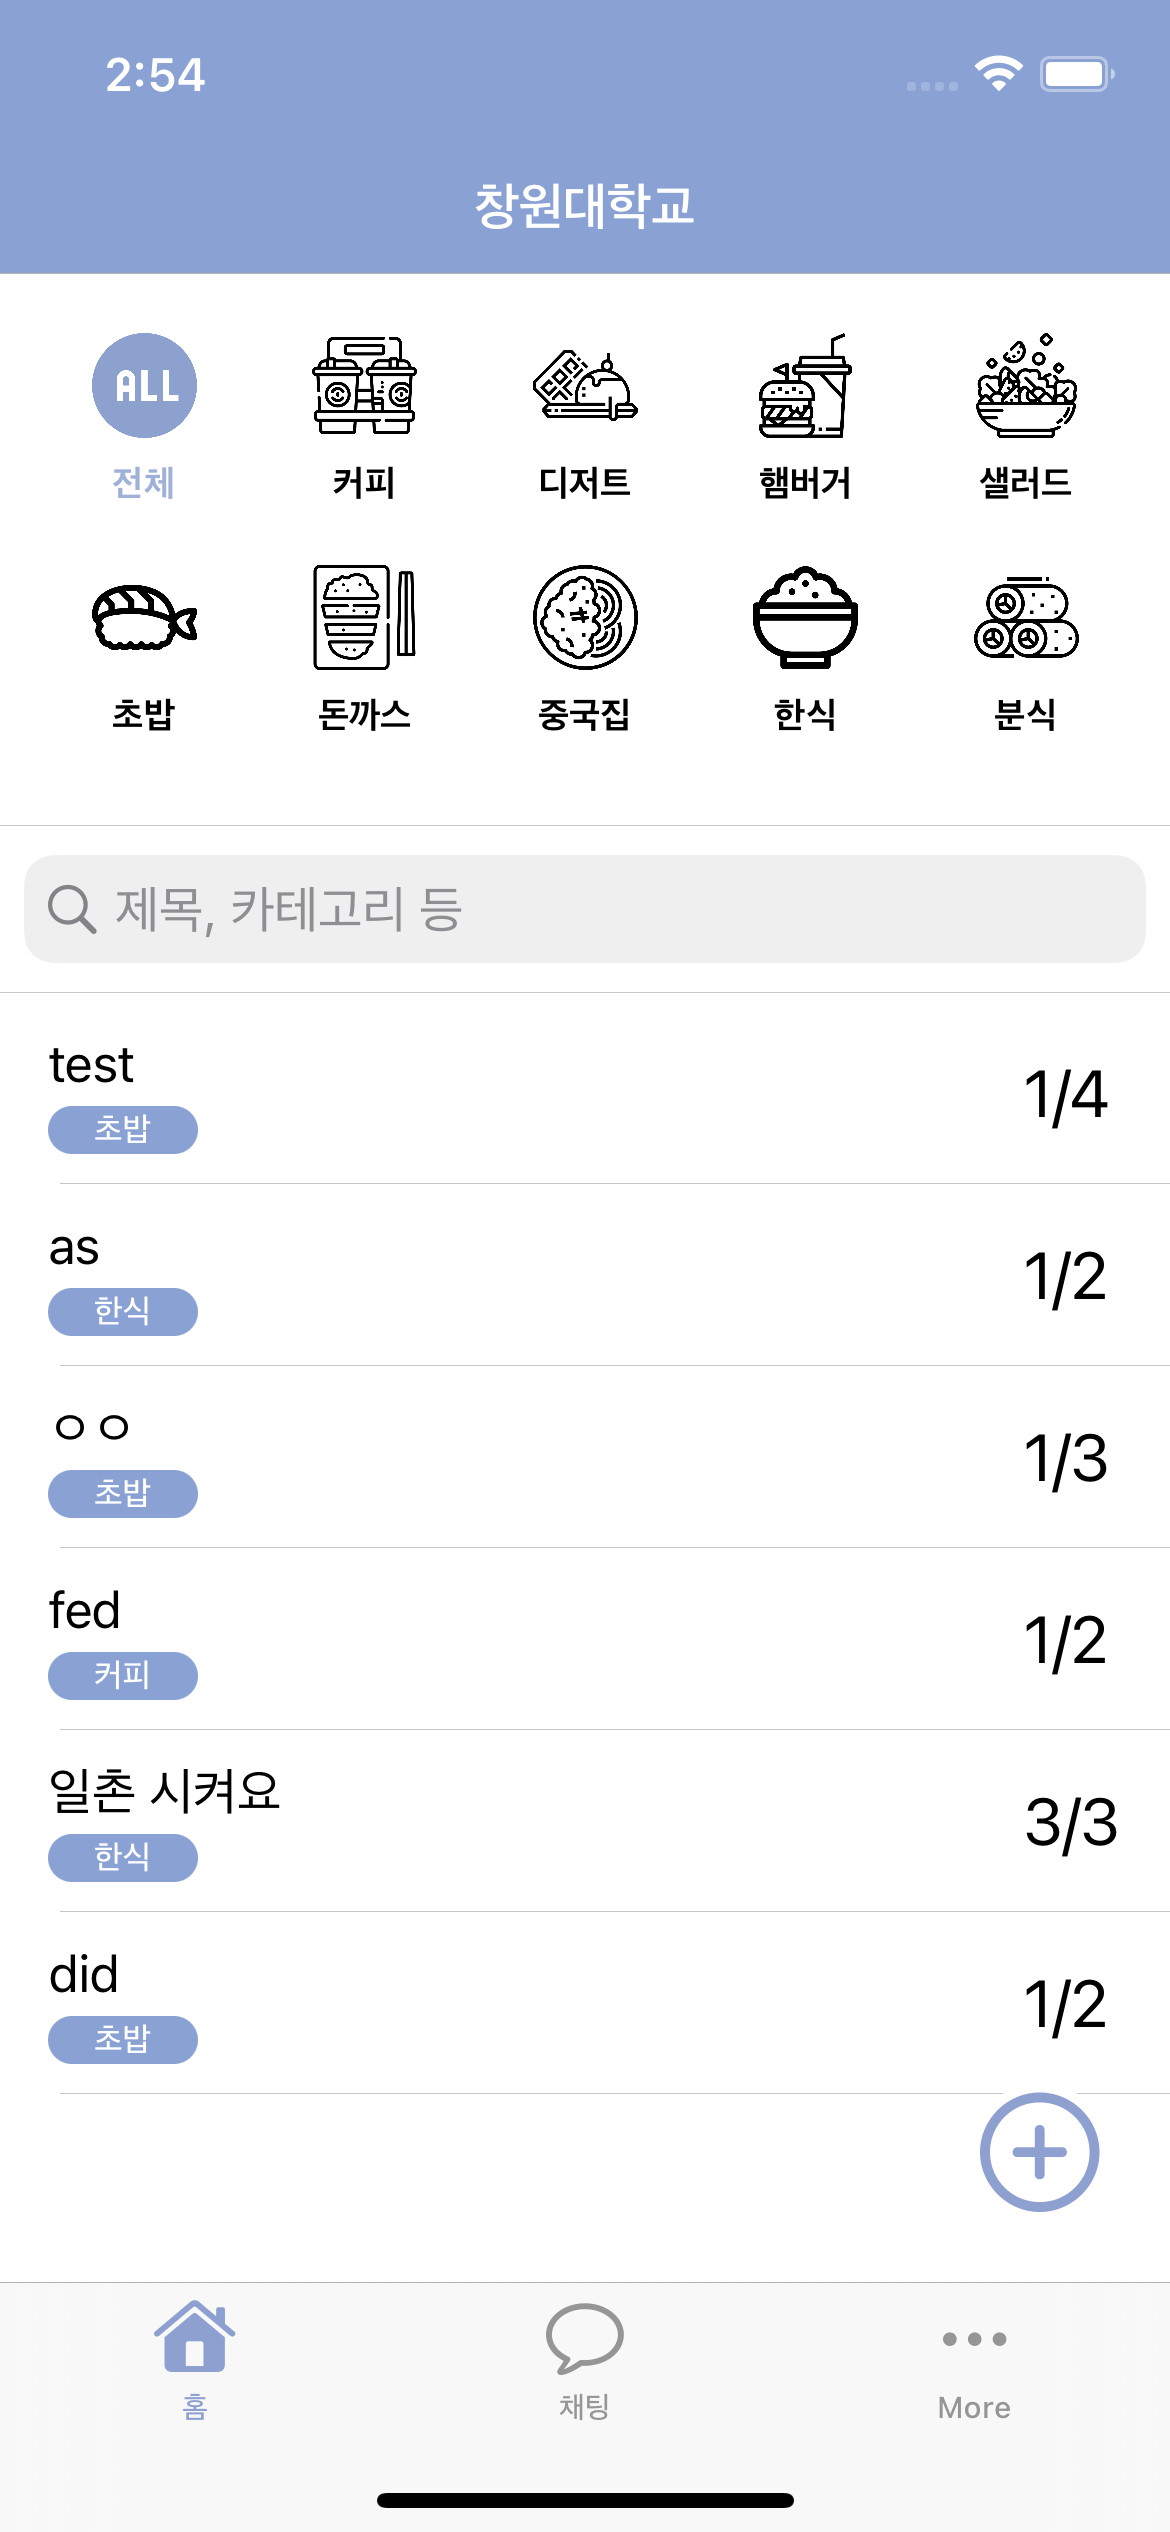 2:54
창원대학교
ALL
전체 커피 디저트 햄버거 샐러드
초밥 돈까스 중국집 한식 분식
제목, 카테고리 등
test
초밥
1/4
as
한식
1/2
ㅇㅇ
초밥
1/3
fed
커피
1/2
일촌 시켜요
한식
3/3
did
초밥
1/2
홈 채팅 More